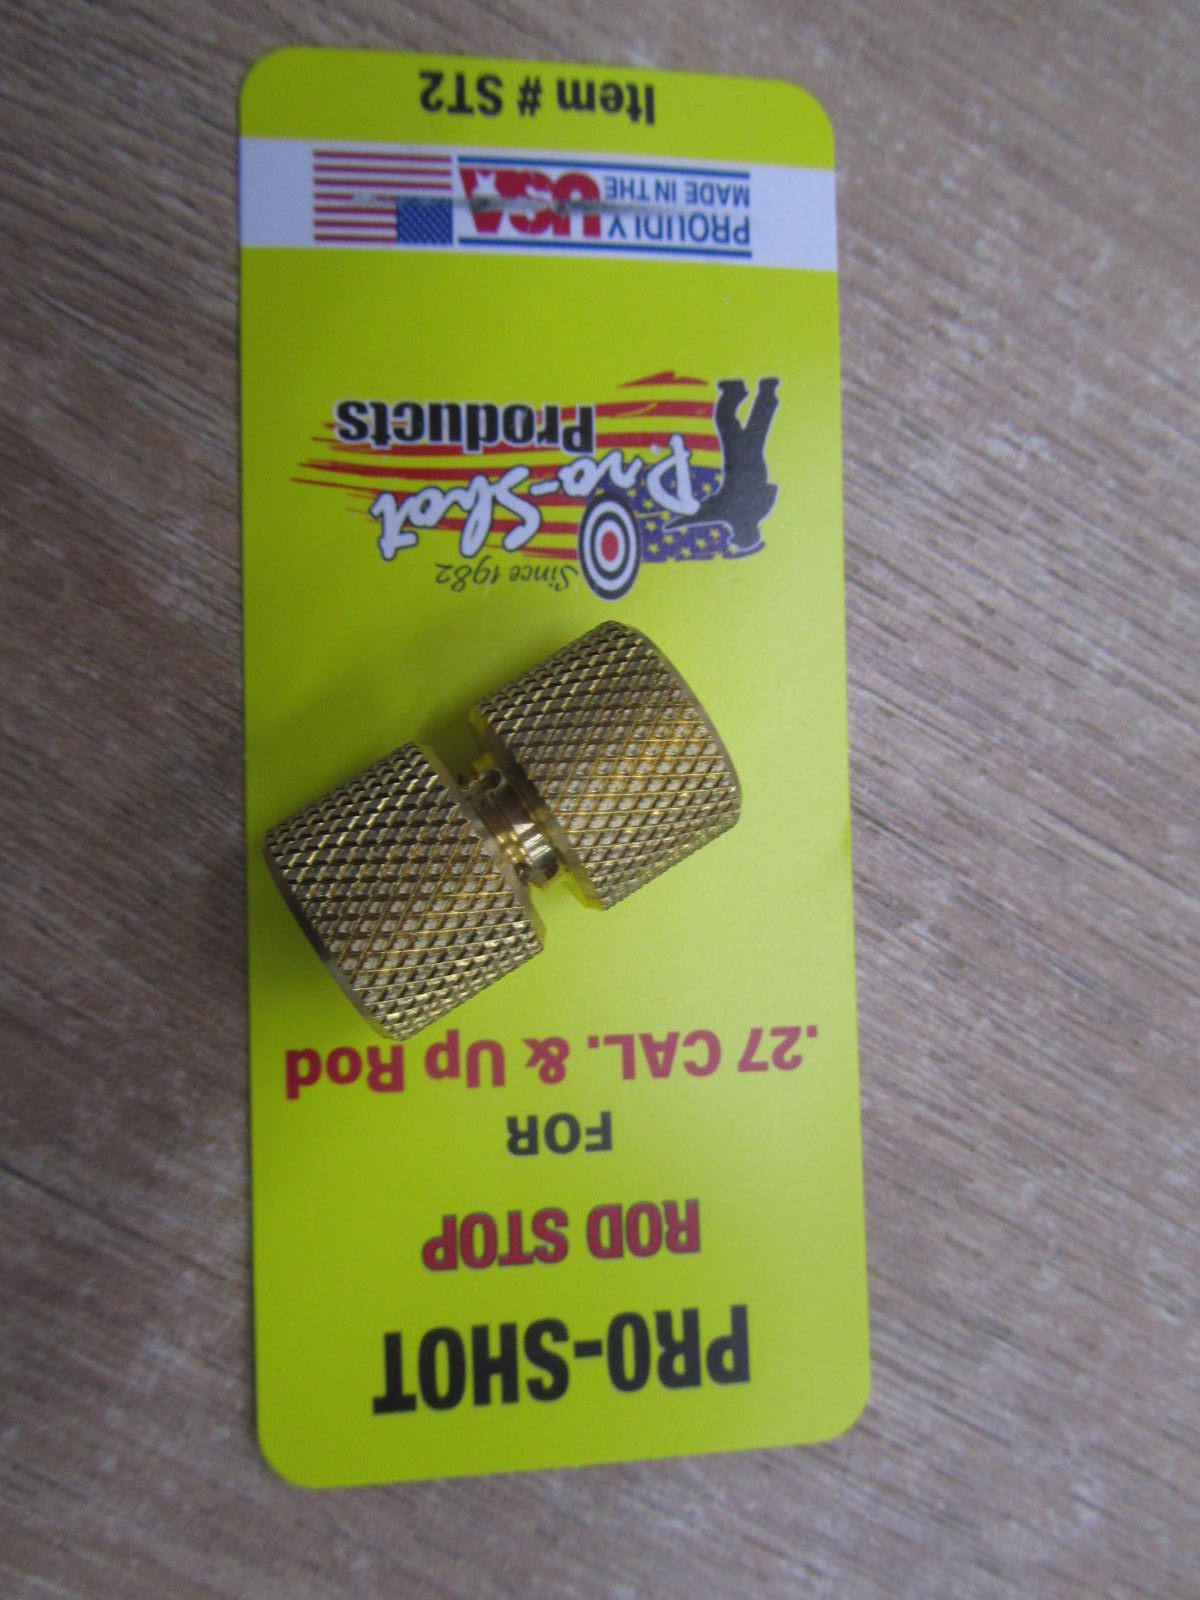 PRO-SHOT
ROD STOP
FOR
.27 CAL. & Up Rod
Since 1982
Pro-Shot
Products
PROUDLY
MADE IN THE
USA
Item # ST2